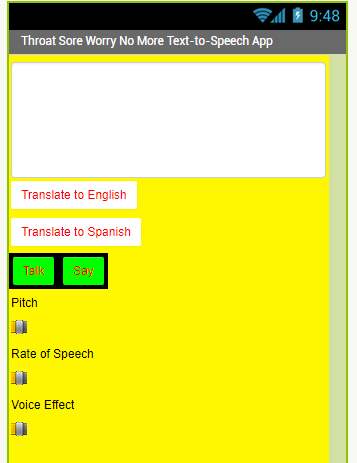 9:48
Throat Sore Worry No More Text-to-Speech App
Translate to English
Translate to Spanish
Talk Say
Pitch
Rate of Speech
Voice Effect